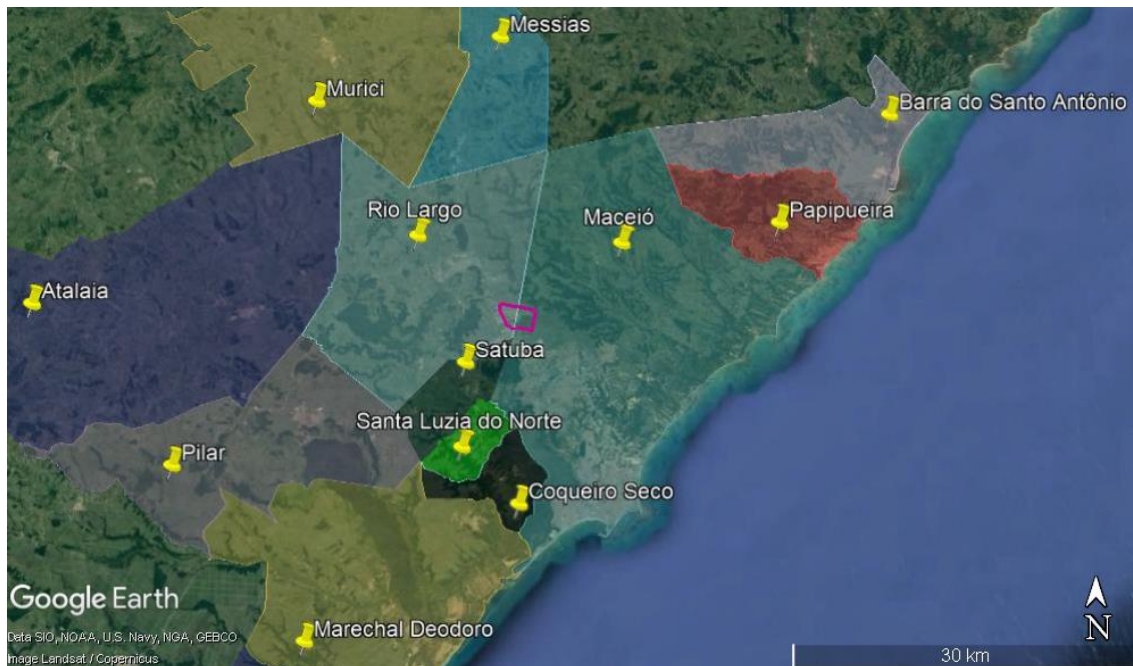 Messias
Murici
Barra do Santo Antônio
Rio Largo
Maceió
Papipueira
Atalaia
Satuba
Santa Luzia do Norte
Pilar
Coqueiro Seco
Google Earth
Marechal Deodoro
N
Data SIO, NOAA, U.S. Navy, NGA, GEBCO
Image Landsat / Copernicus
30 km